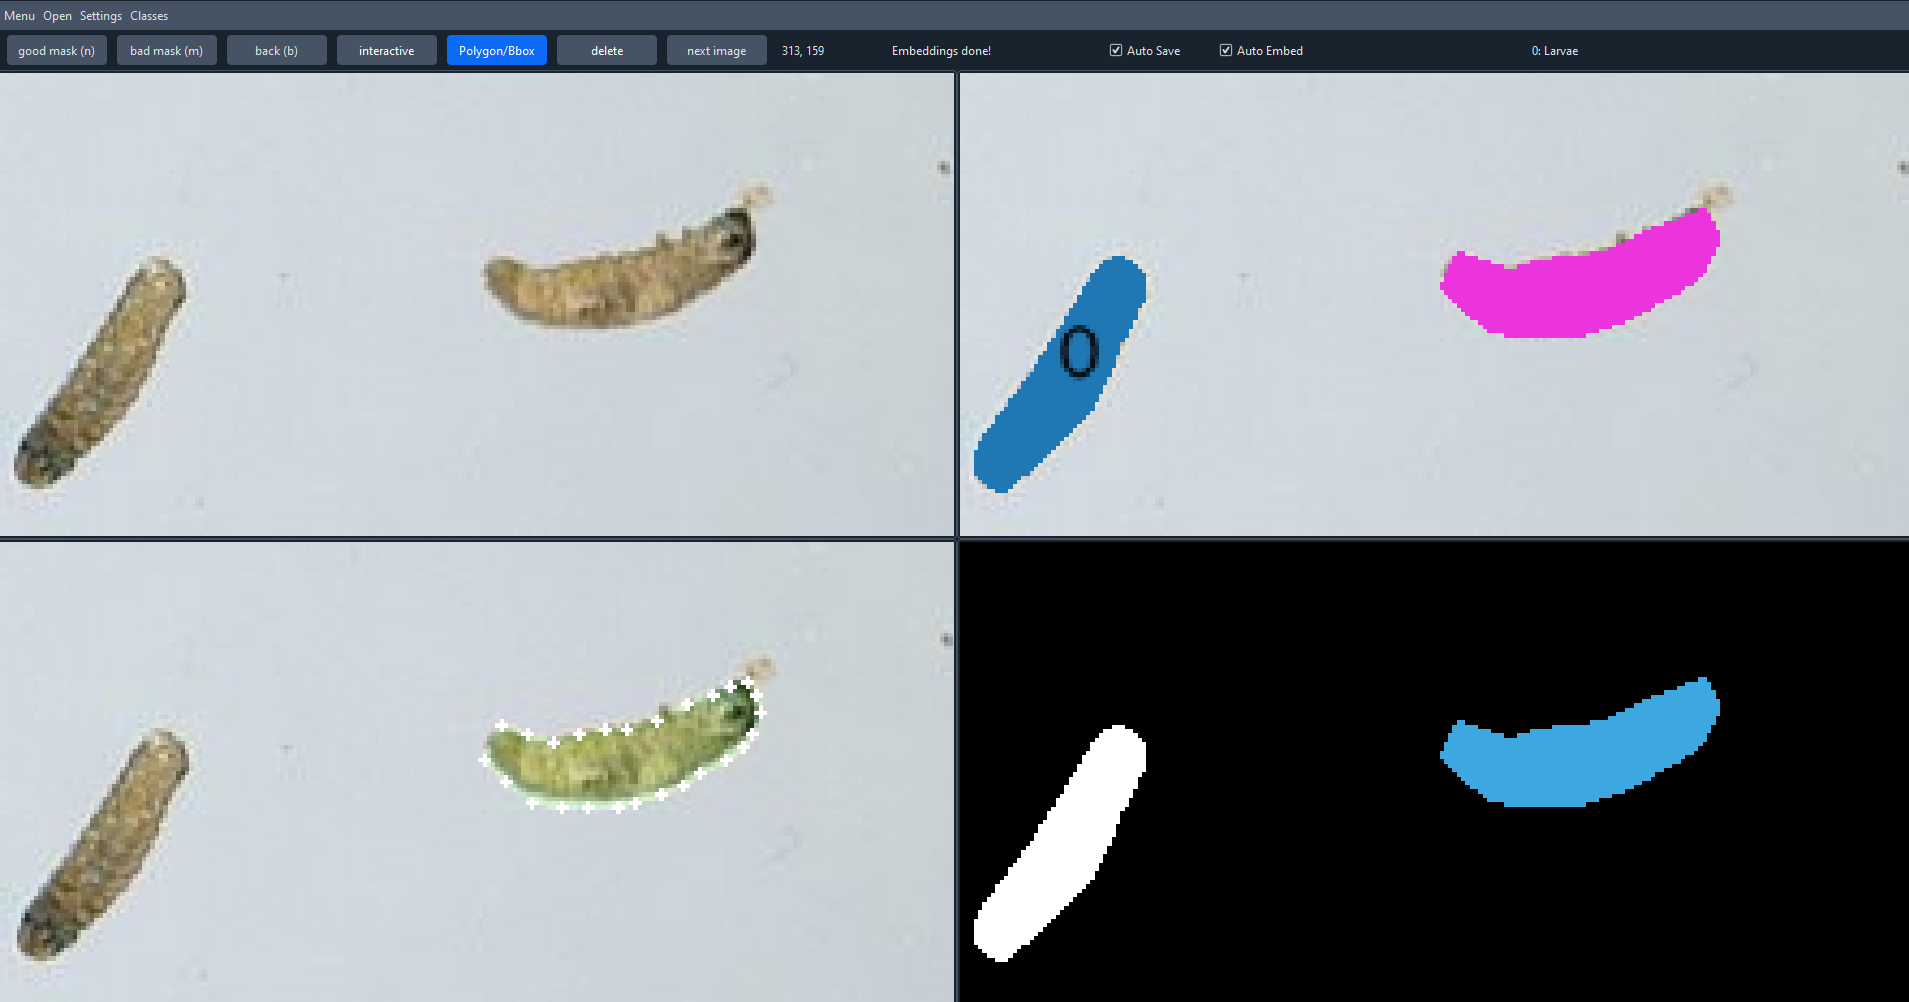 Menu Open Settings Classes
good mask (n) bad mask (m) back (b) interactive Polygon/Bbox delete next image 313, 159 Embeddings done! Auto Save Auto Embed 0: Larvae
0